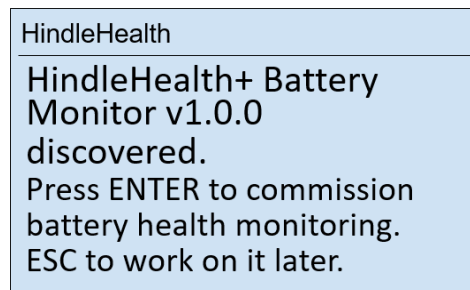 HindleHealth
HindleHealth+ Battery
Monitor v1.0.0
discovered.
Press ENTER to commission
battery health monitoring.
ESC to work on it later.